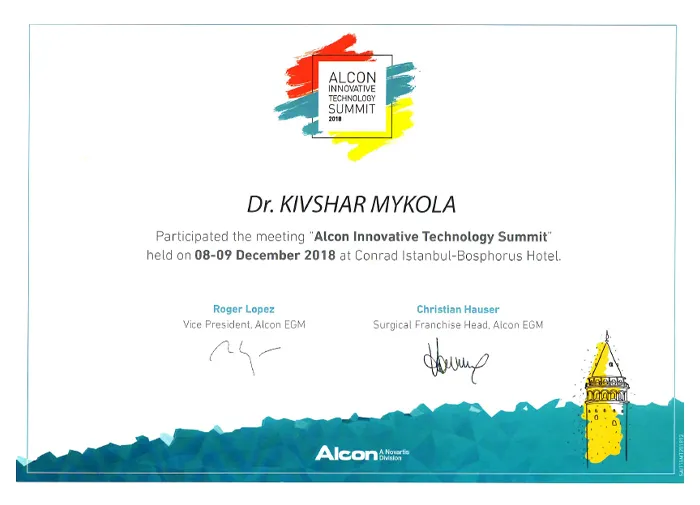 ALCON
INNOVATIVE
TECHNOLOGY
SUMMIT
2018
Dr. KIVSHAR MYKOLA
Participated the meeting "Alcon Innovative Technology Summit"
held on 08-09 December 2018 at Conrad Istanbul-Bosphorus Hotel.
Roger Lopez
Vice President, Alcon EGM
Christian Hauser
Surgical Franchise Head, Alcon EGM
Alcon A Novartis
Division